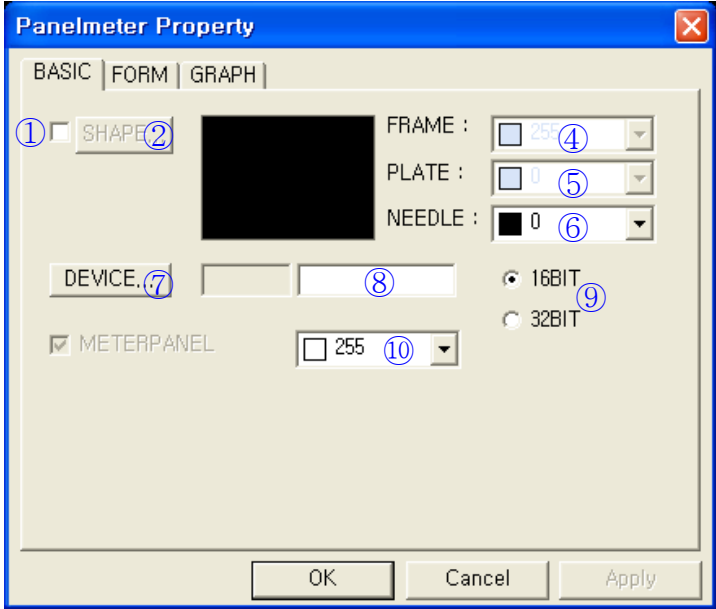 Panelmeter Property
BASIC FORM GRAPH
① SHAPE... ② FRAME : 255 ④
PLATE : 0 ⑤
NEEDLE : 0 ⑥
DEVICE... ⑦ ⑧ 16BIT
⑨
32BIT
METERPANEL 255 ⑩
OK Cancel Apply